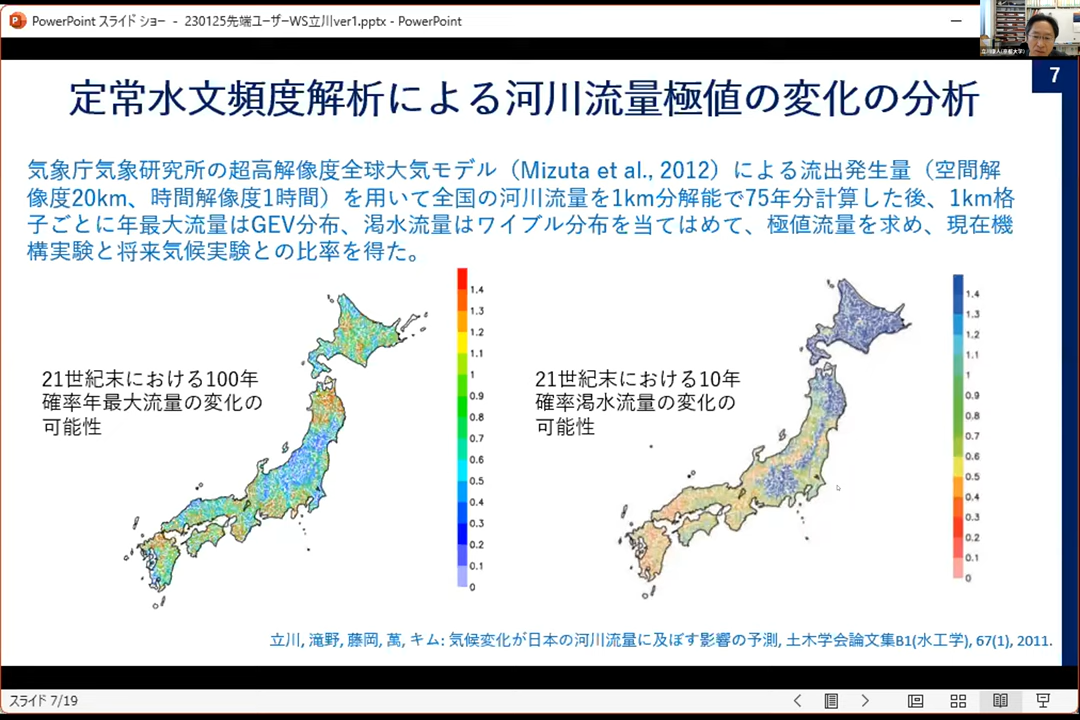 PowerPoint スライド ショー - 230125先端ユーザーWS立川ver1.pptx - PowerPoint
立川康人(京都大学)
7
定常水文頻度解析による河川流量極値の変化の分析
気象庁気象研究所の超高解像度全球大気モデル（Mizuta et al., 2012）による流出発生量（空間解
像度20km、時間解像度1時間）を用いて全国の河川流量を1km分解能で75年分計算した後、1km格
子ごとに年最大流量はGEV分布、渇水流量はワイブル分布を当てはめて、極値流量を求め、現在機
構実験と将来気候実験との比率を得た。
21世紀末における100年
確率年最大流量の変化の
可能性
1.4
1.3
1.2
1.1
1
0.9
0.8
0.7
0.6
0.5
0.4
0.3
0.2
0.1
0
21世紀末における10年
確率渇水流量の変化の
可能性
1.4
1.3
1.2
1.1
1
0.9
0.8
0.7
0.6
0.5
0.4
0.3
0.2
0.1
0
立川, 滝野, 藤岡, 萬, キム: 気候変化が日本の河川流量に及ぼす影響の予測, 土木学会論文集B1(水工学), 67(1), 2011.
スライド 7/19